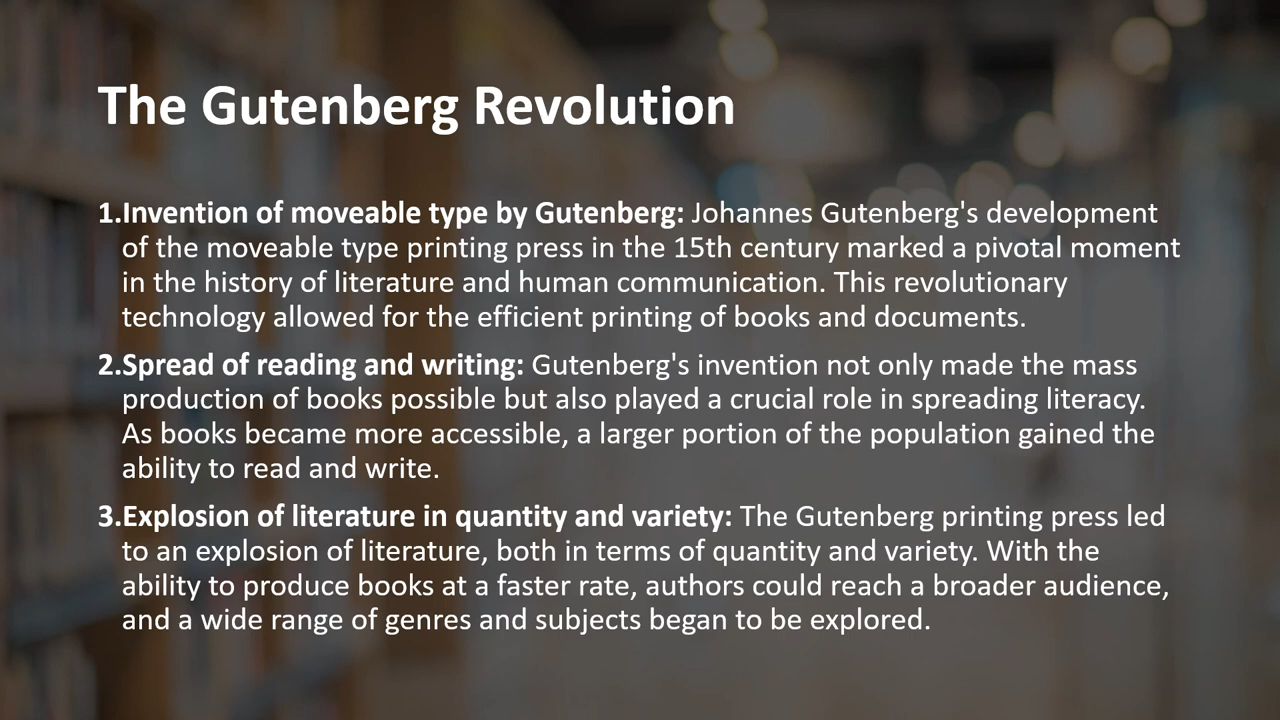 The Gutenberg Revolution
1.Invention of moveable type by Gutenberg: Johannes Gutenberg's development
of the moveable type printing press in the 15th century marked a pivotal moment
in the history of literature and human communication. This revolutionary
technology allowed for the efficient printing of books and documents.
2.Spread of reading and writing: Gutenberg's invention not only made the mass
production of books possible but also played a crucial role in spreading literacy.
As books became more accessible, a larger portion of the population gained the
ability to read and write.
3.Explosion of literature in quantity and variety: The Gutenberg printing press led
to an explosion of literature, both in terms of quantity and variety. With the
ability to produce books at a faster rate, authors could reach a broader audience,
and a wide range of genres and subjects began to be explored.